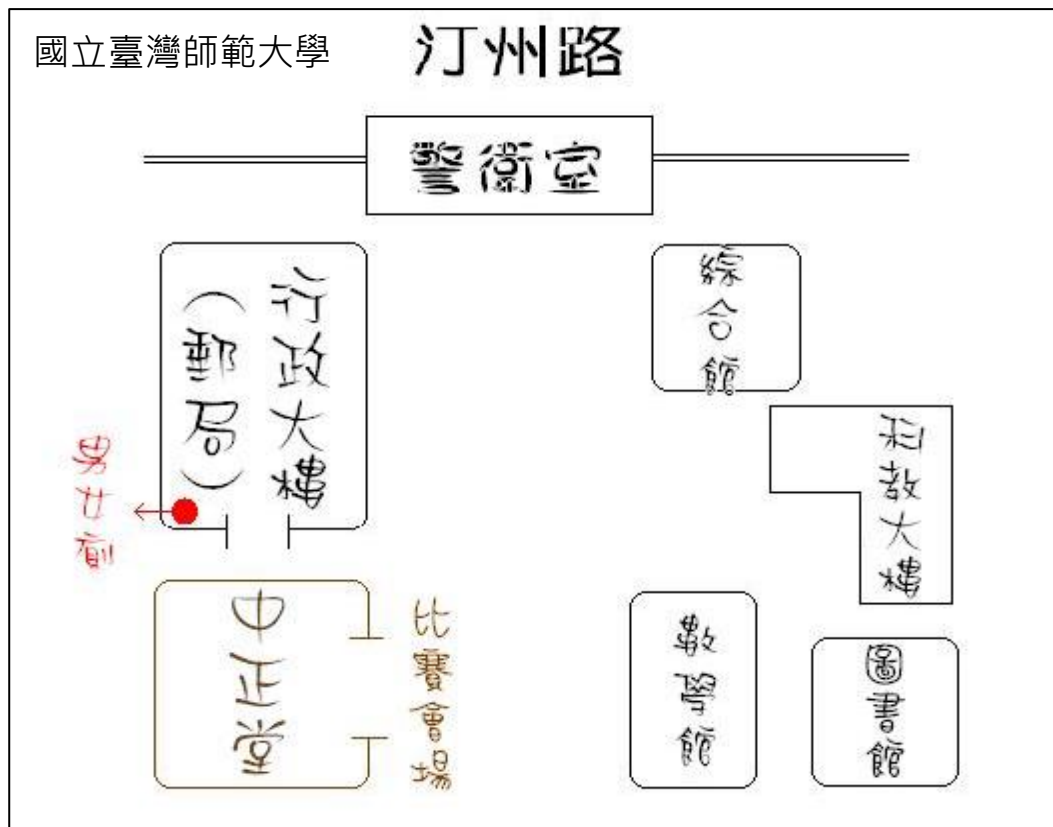 國立臺灣師範大學
汀州路
警衛室
行政大樓
（郵局）
男女廁
綜合館
科教大樓
中正堂
比賽會場
數學館
圖書館